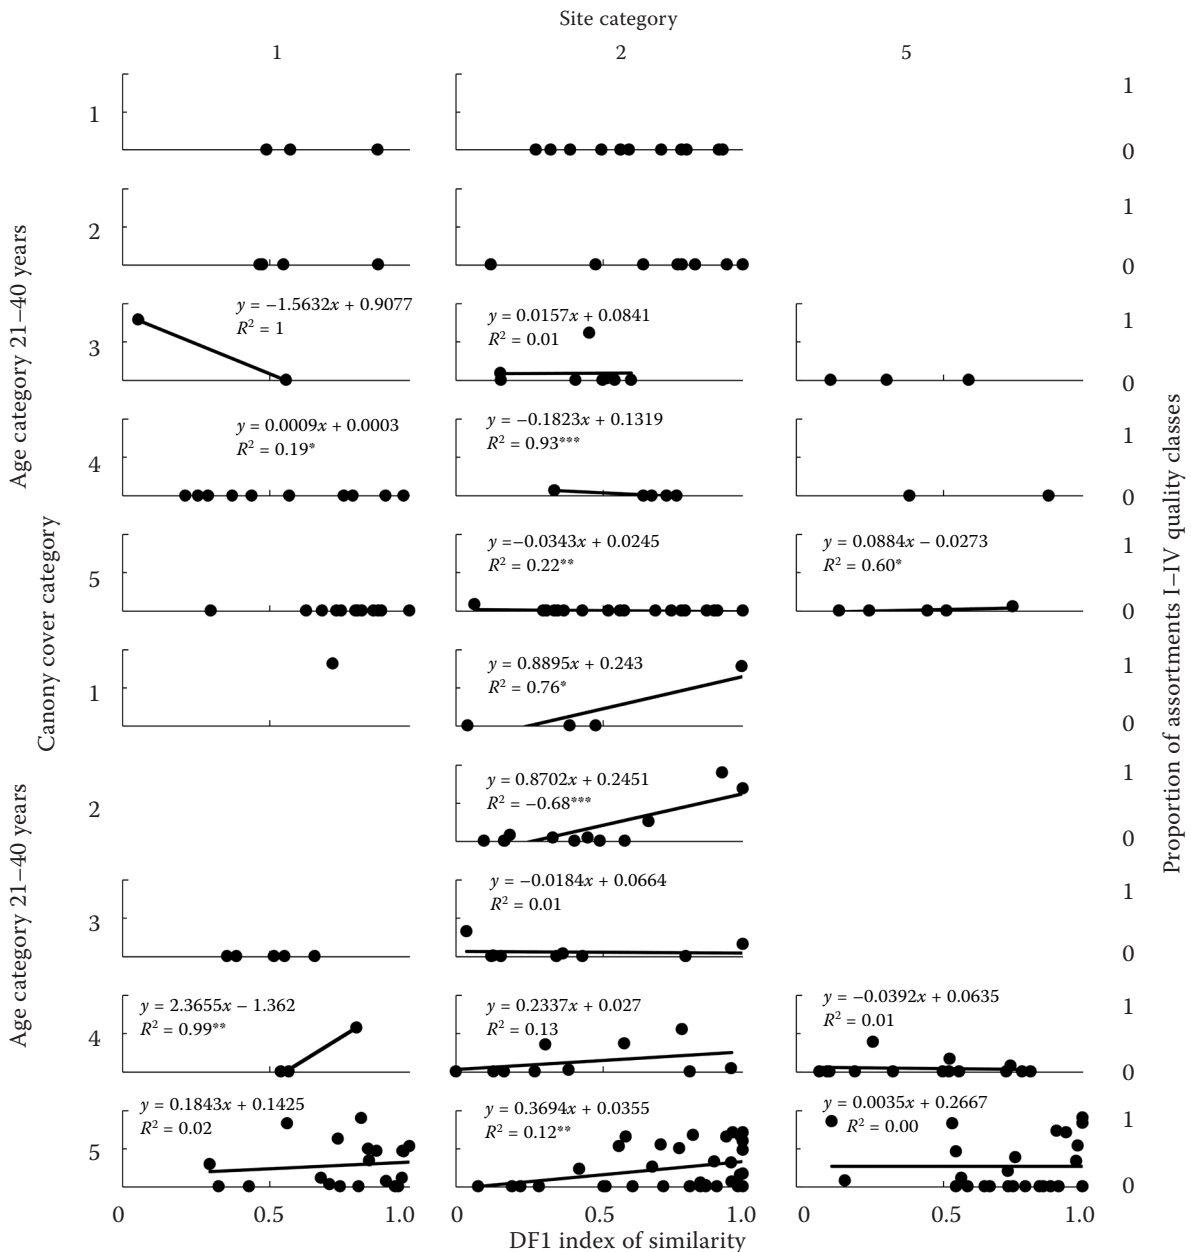 Site category
1 2 5
Age category 21–40 years
Canony cover category
Age category 21–40 years
Proportion of assortments I–IV quality classes
1
1
0
2
1
0
3
y = −1.5632x + 0.9077
R² = 1
y = 0.0157x + 0.0841
R² = 0.01
1
0
4
y = 0.0009x + 0.0003
R² = 0.19*
y = −0.1823x + 0.1319
R² = 0.93***
1
0
5
y =−0.0343x + 0.0245
R² = 0.22**
y = 0.0884x − 0.0273
R² = 0.60*
1
0
1
y = 0.8895x + 0.243
R² = 0.76*
1
0
2
y = 0.8702x + 0.2451
R² = −0.68***
1
0
3
y = −0.0184x + 0.0664
R² = 0.01
1
0
4
y = 2.3655x − 1.362
R² = 0.99**
y = 0.2337x + 0.027
R² = 0.13
y = −0.0392x + 0.0635
R² = 0.01
1
0
5
y = 0.1843x + 0.1425
R² = 0.02
y = 0.3694x + 0.0355
R² = 0.12**
y = 0.0035x + 0.2667
R² = 0.00
1
0
0 0.5 1.0 0 0.5 1.0 0 0.5 1.0
DF1 index of similarity